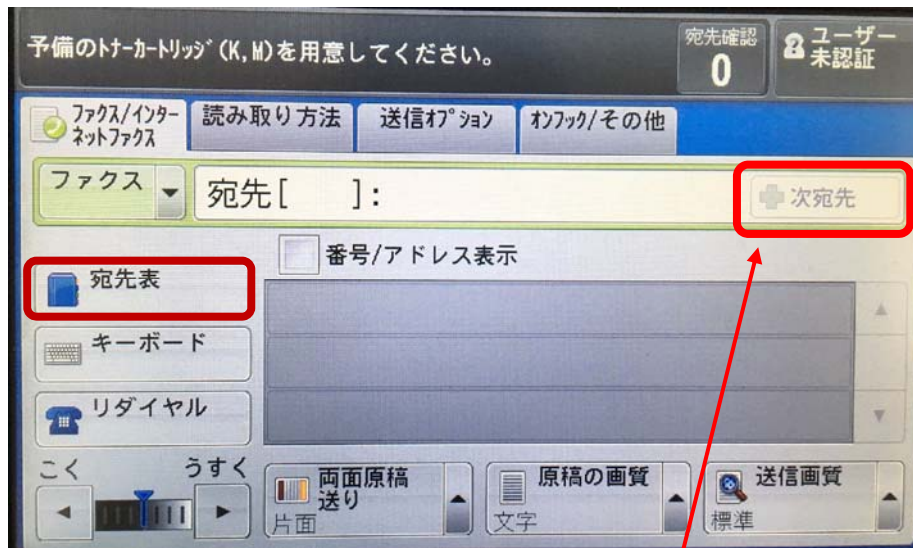 予備のトナーカートリッジ(K,M)を用意してください。
宛先確認
0
ユーザー
未認証
ファクス/インター
ネットファクス
読み取り方法
送信オプション
オンフック/その他
ファクス
宛先[ ]:
次宛先
番号/アドレス表示
宛先表
キーボード
リダイヤル
こく うすく
両面原稿
送り
片面
原稿の画質
文字
送信画質
標準